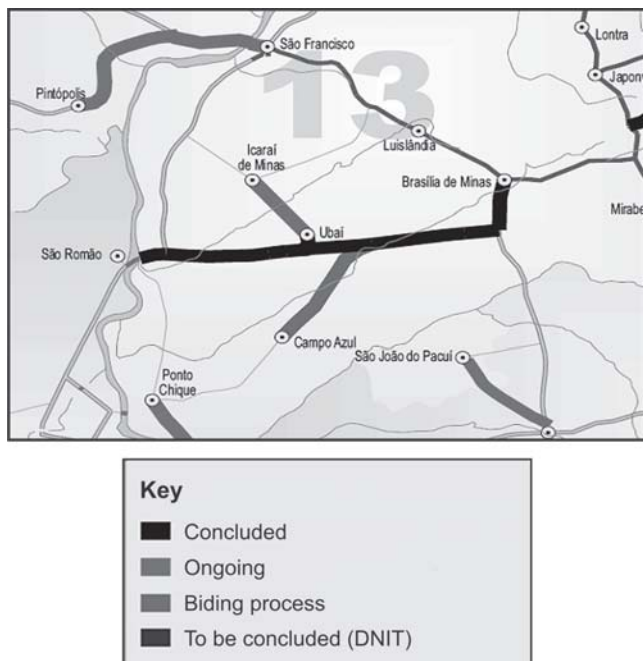 13
Lontra
São Francisco
Pintópolis
Luislândia
Icaraí
de Minas
Brasília de Minas
Ubaí
São Romão
Campo Azul
São João do Pacuí
Ponto
Chique
Key
Concluded
Ongoing
Biding process
To be concluded (DNIT)